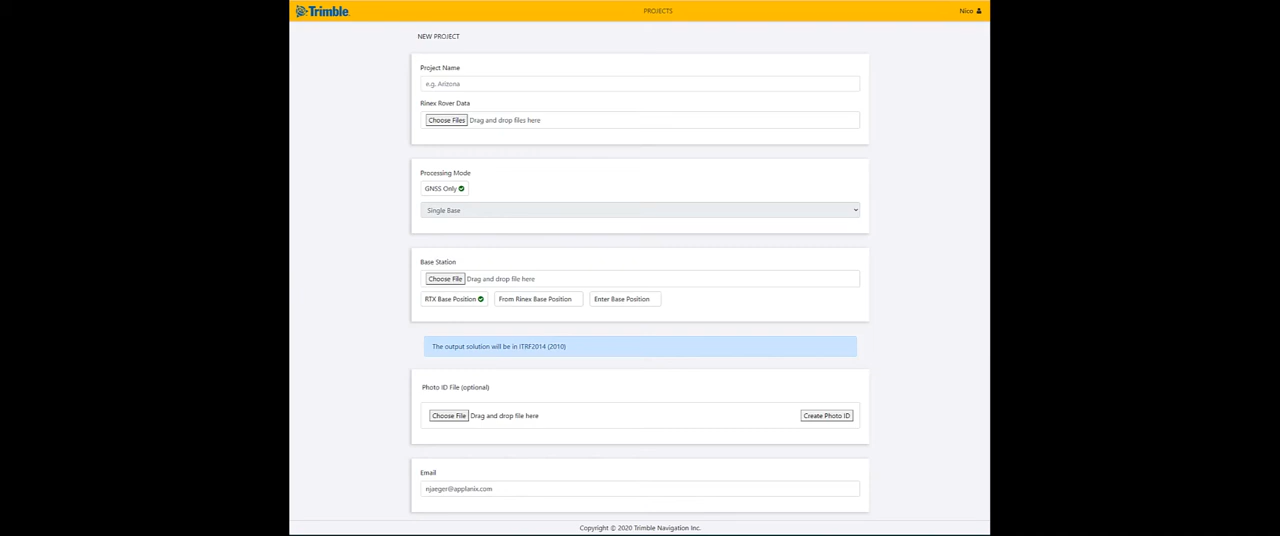 Trimble
PROJECTS
Nico
NEW PROJECT
Project Name
e.g. Arizona
Rinex Rover Data
Choose Files Drag and drop files here
Processing Mode
GNSS Only
Single Base
Base Station
Choose File Drag and drop file here
RTX Base Position From Rinex Base Position Enter Base Position
The output solution will be in ITRF2014 (2010)
Photo ID File (optional)
Choose File Drag and drop file here Create Photo ID
Email
njaeger@applanix.com
Copyright © 2020 Trimble Navigation Inc.